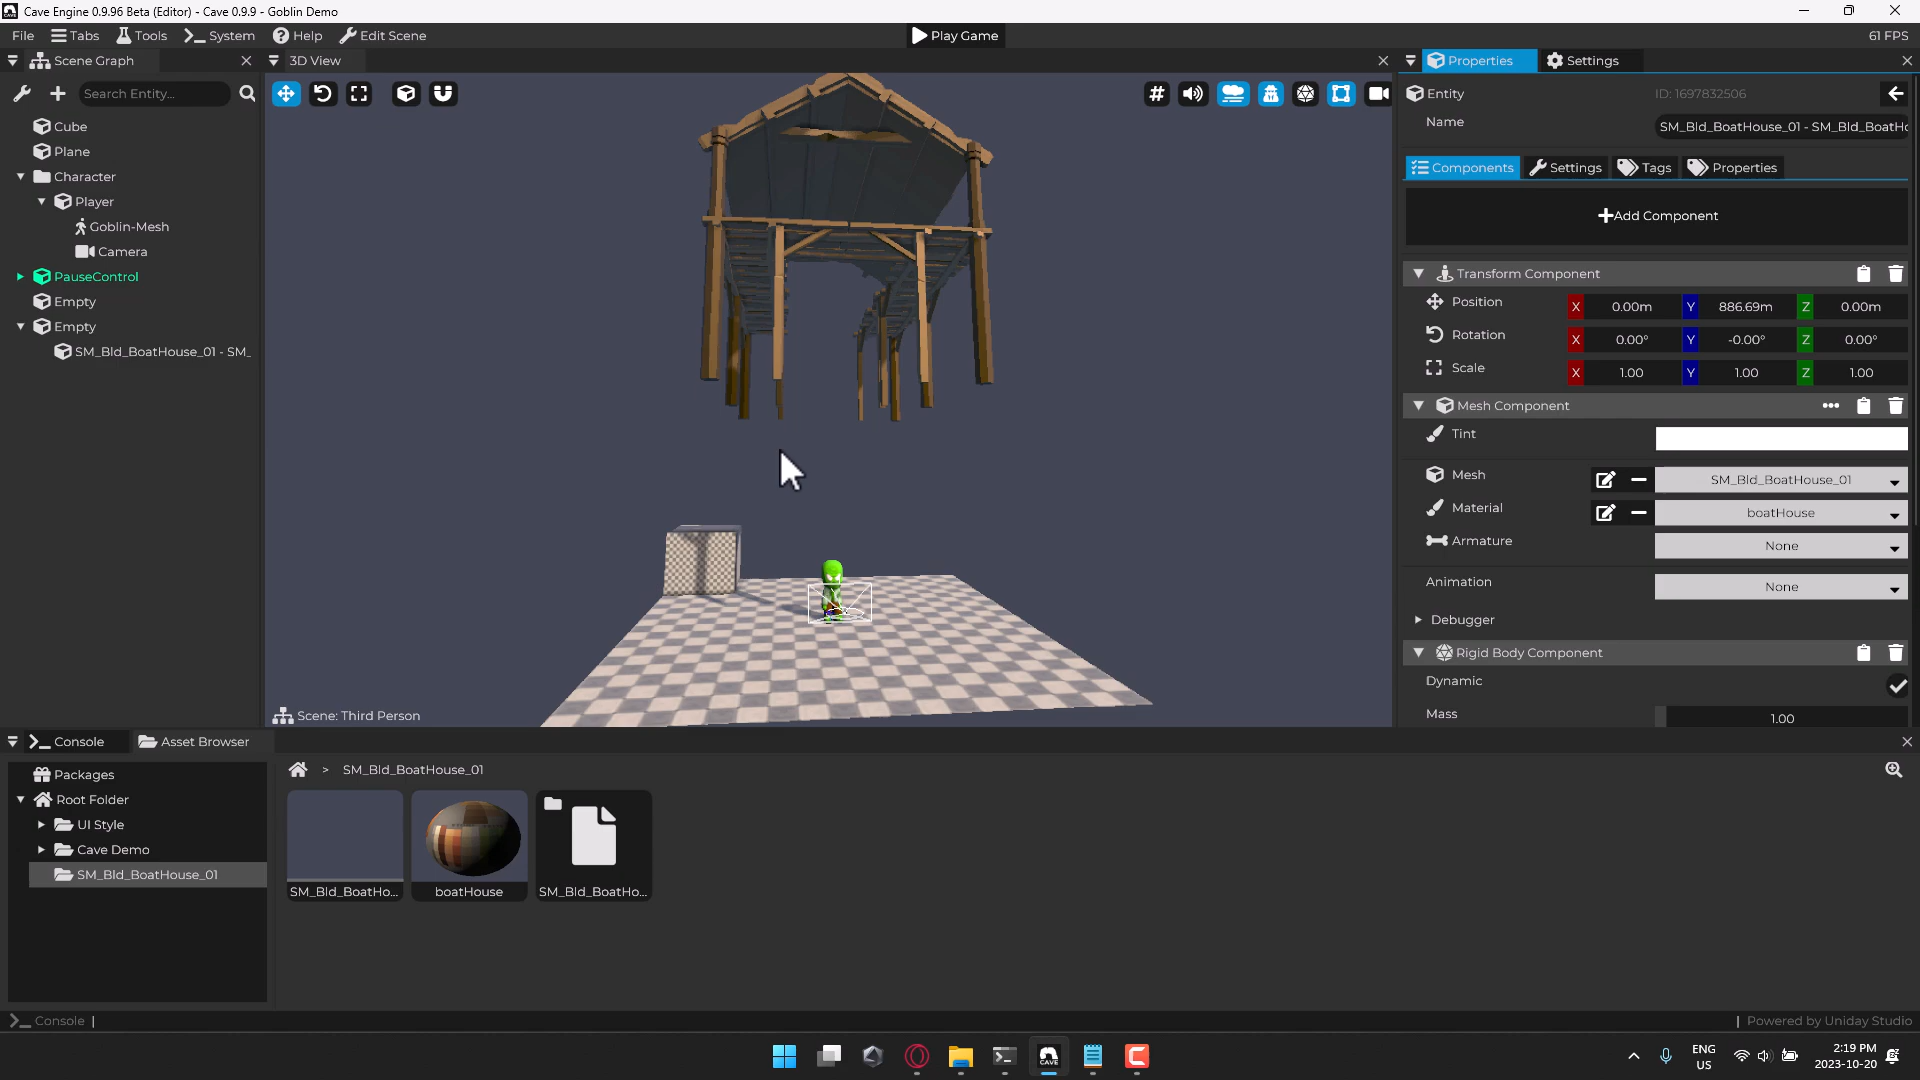 Cave Engine 0.9.96 Beta (Editor) - Cave 0.9.9 - Goblin Demo
File Tabs Tools System Help Edit Scene
Play Game
61 FPS
Scene Graph
3D View
Properties
Settings
Search Entity...
Cube
Plane
Character
Player
Goblin-Mesh
Camera
PauseControl
Empty
Empty
SM_Bld_BoatHouse_01 - SM_
Scene: Third Person
Entity
ID: 1697832506
Name
SM_Bld_BoatHouse_01 - SM_Bld_BoatHo
Components
Settings
Tags
Properties
Add Component
Transform Component
Position X 0.00m Y 886.69m Z 0.00m
Rotation X 0.00° Y -0.00° Z 0.00°
Scale X 1.00 Y 1.00 Z 1.00
Mesh Component
Tint
Mesh SM_Bld_BoatHouse_01
Material boatHouse
Armature None
Animation None
Debugger
Rigid Body Component
Dynamic
Mass 1.00
Console
Asset Browser
Packages
Root Folder
UI Style
Cave Demo
SM_Bld_BoatHouse_01
> SM_Bld_BoatHouse_01
SM_Bld_BoatHo...
boatHouse
SM_Bld_BoatHo...
Console |
| Powered by Uniday Studio
CAVE
ENG
US
2:19 PM
2023-10-20